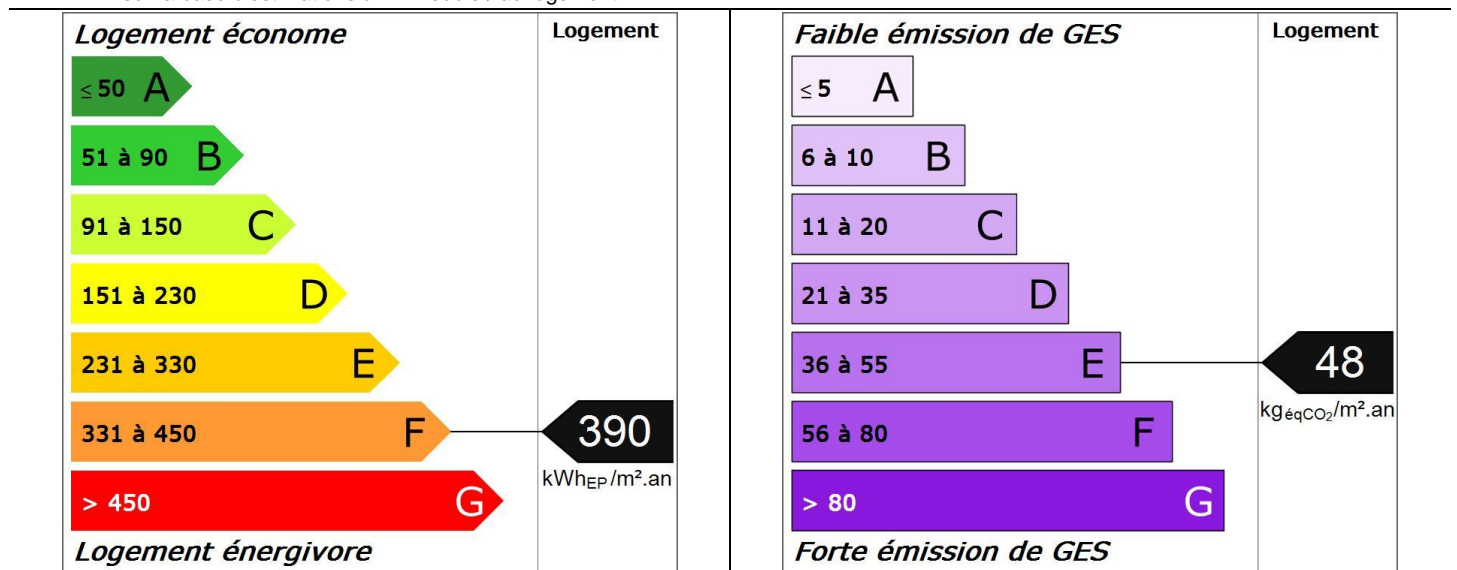 Logement économe
Logement
≤ 50 A
51 à 90 B
91 à 150 C
151 à 230 D
231 à 330 E
331 à 450 F
390
kWhEP/m².an
> 450 G
Logement énergivore
Faible émission de GES
Logement
≤ 5 A
6 à 10 B
11 à 20 C
21 à 35 D
36 à 55 E
48
kgéqCO₂/m².an
56 à 80 F
> 80 G
Forte émission de GES